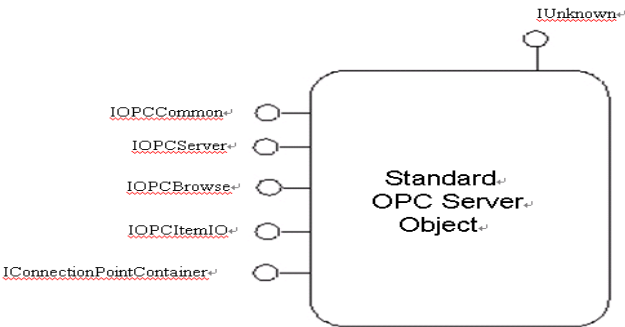 IUnknown
IOPCCommon
IOPCServer
IOPCBrowse
IOPCItemIO
IConnectionPointContainer
Standard
OPC Server
Object